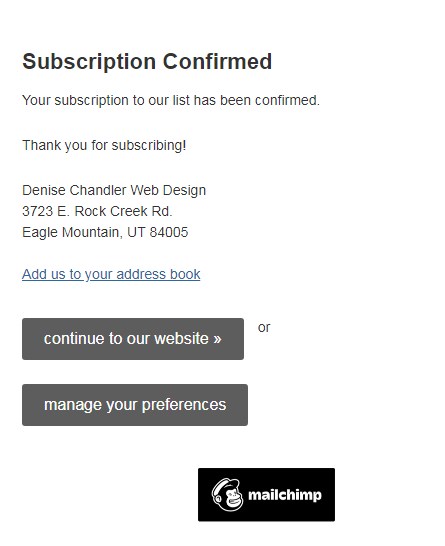 Subscription Confirmed
Your subscription to our list has been confirmed.
Thank you for subscribing!
Denise Chandler Web Design
3723 E. Rock Creek Rd.
Eagle Mountain, UT 84005
Add us to your address book
continue to our website » or
manage your preferences
mailchimp